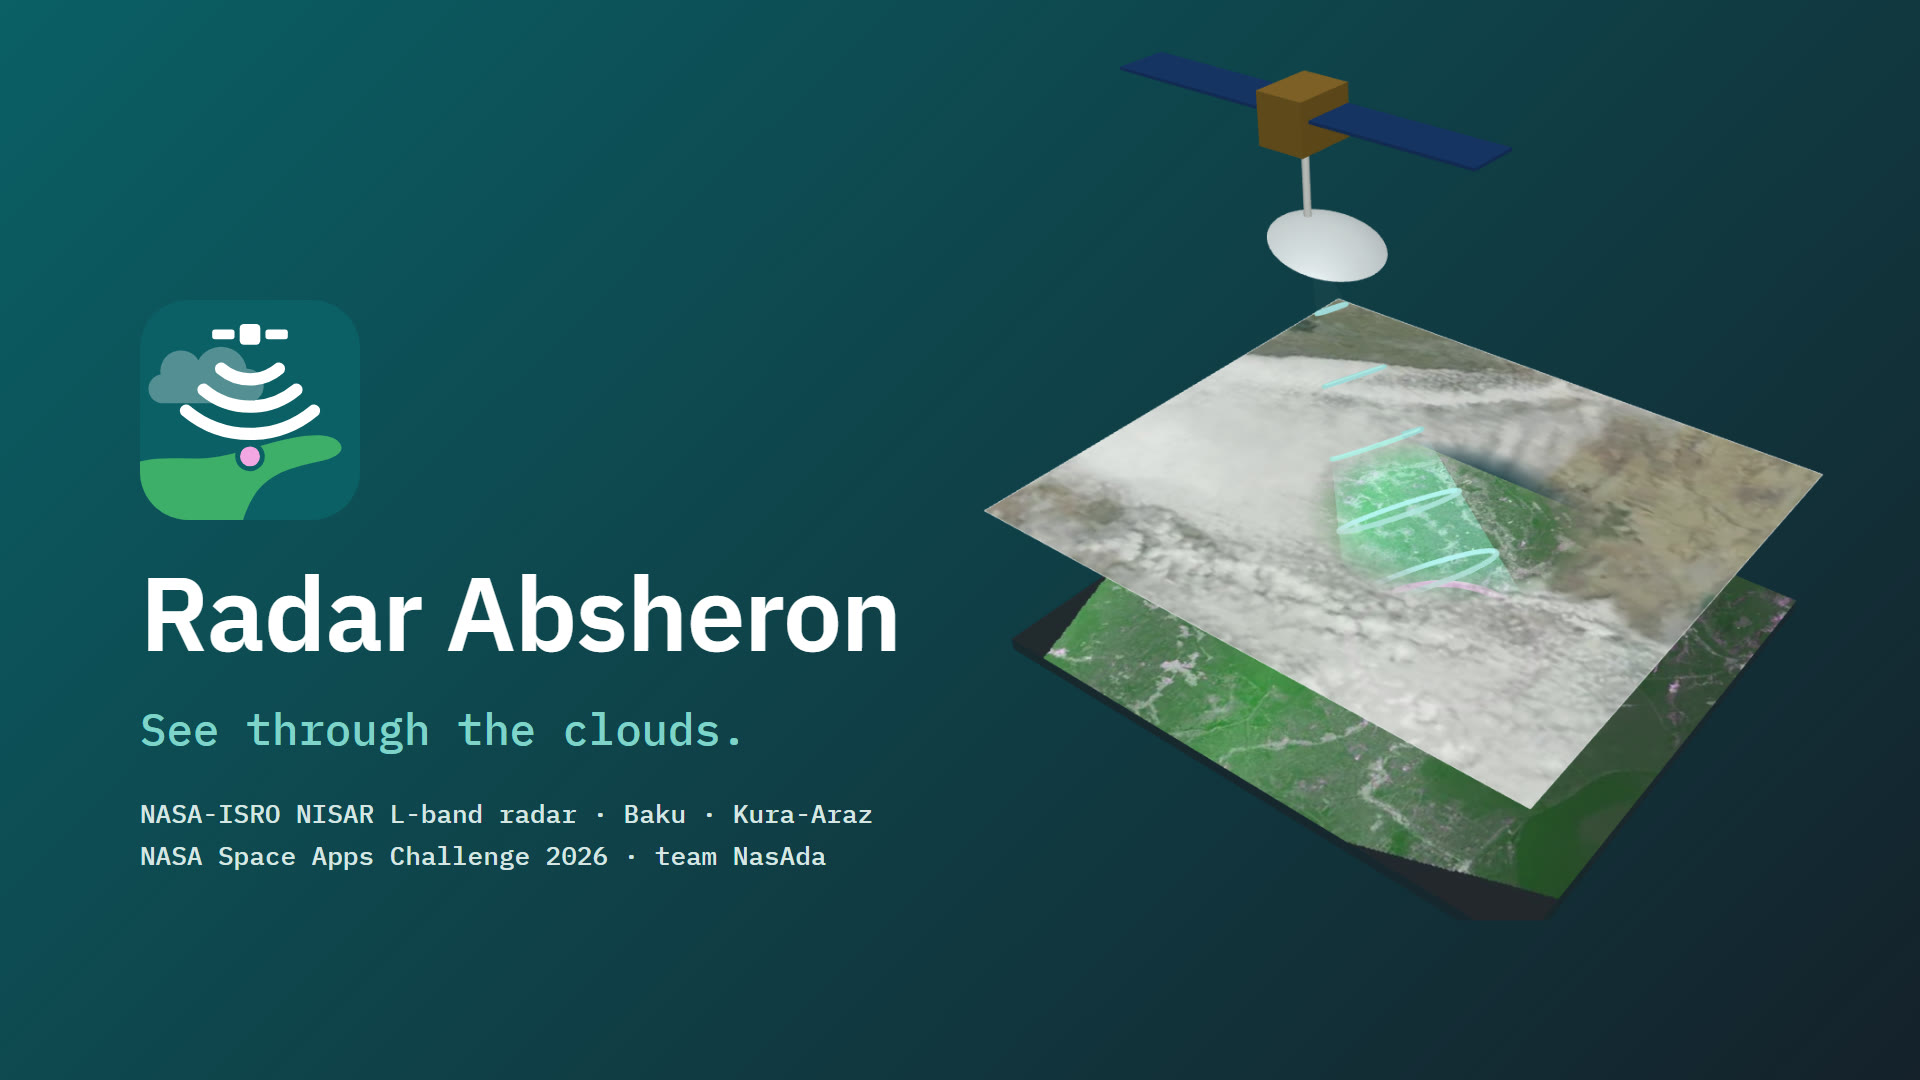 Radar Absheron
See through the clouds.
NASA-ISRO NISAR L-band radar · Baku · Kura-Araz
NASA Space Apps Challenge 2026 · team NasAda